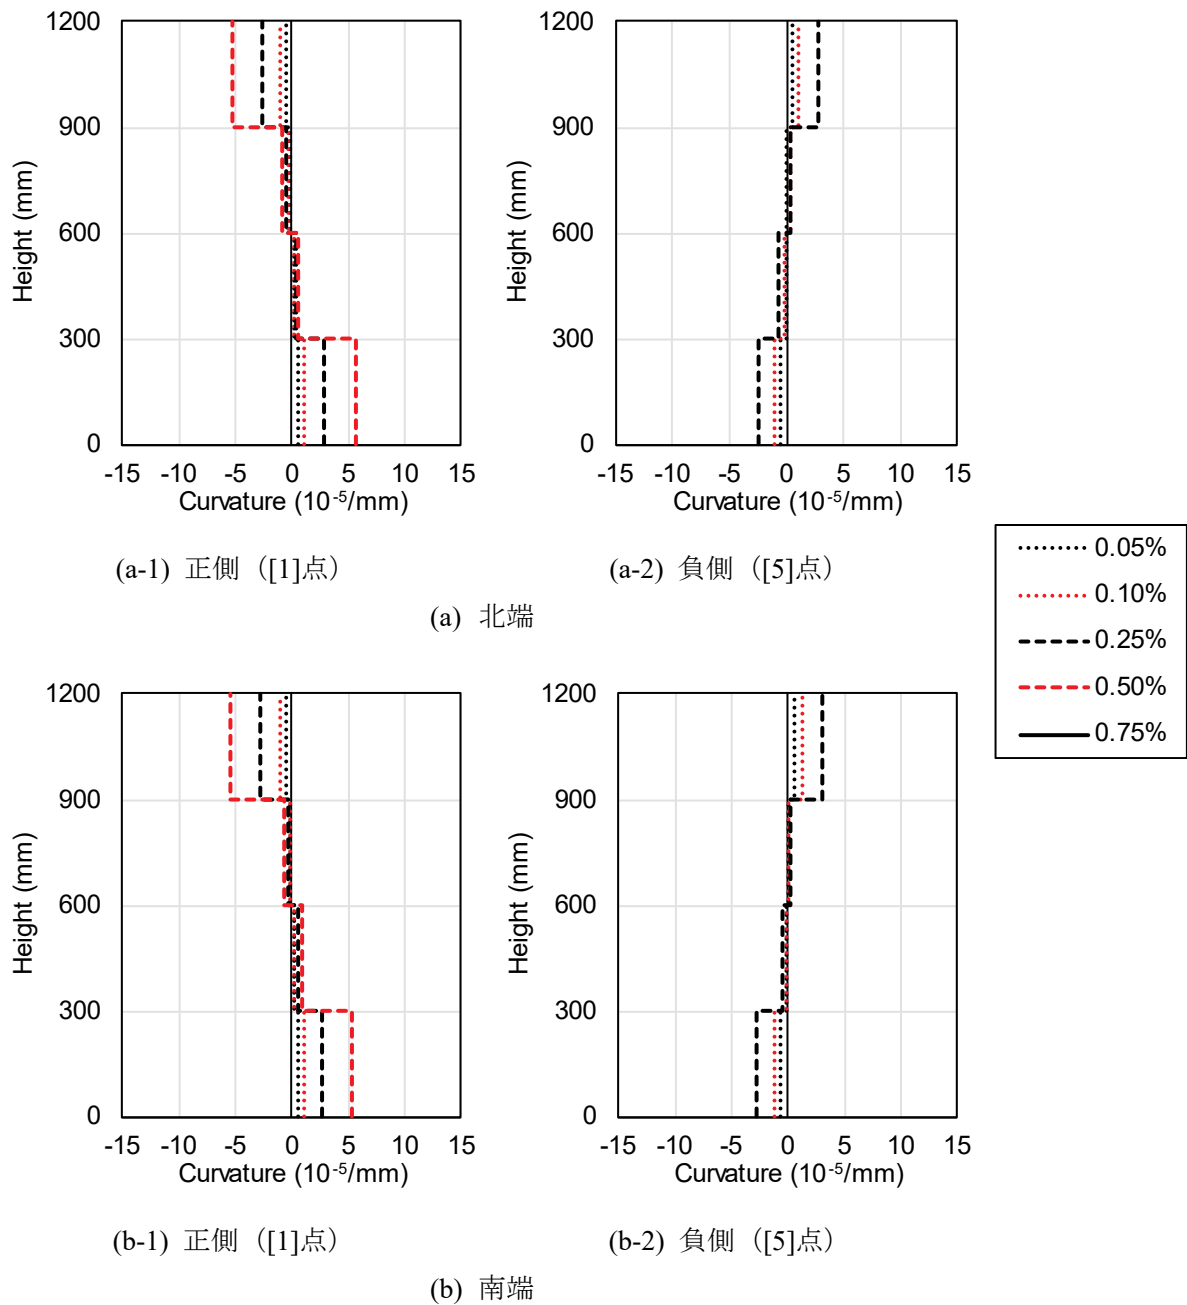 1200
900
600
300
0
Height (mm)
-15 -10 -5 0 5 10 15
Curvature (10⁻⁵/mm)
(a-1) 正側（[1]点）
1200
900
600
300
0
Height (mm)
-15 -10 -5 0 5 10 15
Curvature (10⁻⁵/mm)
(a-2) 負側（[5]点）
(a) 北端
0.05%
0.10%
0.25%
0.50%
0.75%
1200
900
600
300
0
Height (mm)
-15 -10 -5 0 5 10 15
Curvature (10⁻⁵/mm)
(b-1) 正側（[1]点）
1200
900
600
300
0
Height (mm)
-15 -10 -5 0 5 10 15
Curvature (10⁻⁵/mm)
(b-2) 負側（[5]点）
(b) 南端